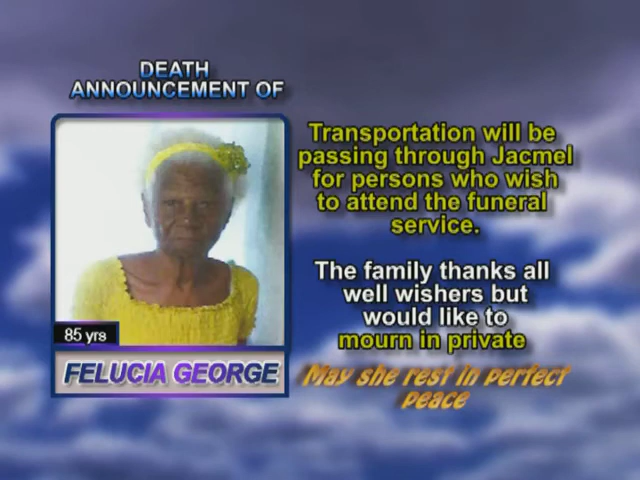 DEATH
ANNOUNCEMENT OF
85 yrs
FELUCIA GEORGE
Transportation will be
passing through Jacmel
for persons who wish
to attend the funeral
service.
The family thanks all
well wishers but
would like to
mourn in private
May she rest in perfect
peace